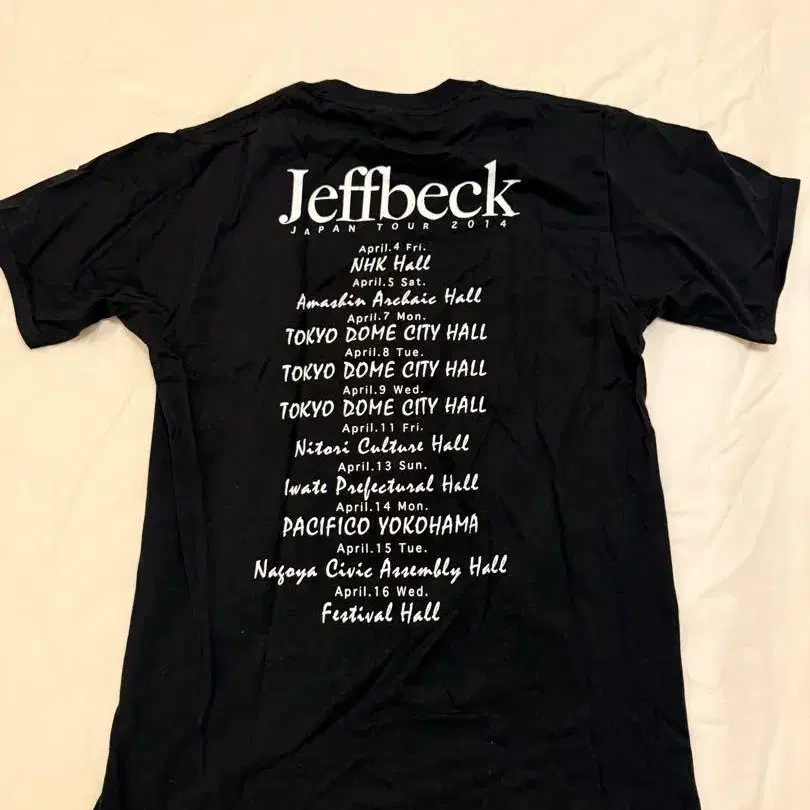 Jeffbeck
JAPAN TOUR 2014
April.4 Fri.
NHK Hall
April.5 Sat.
Amashin Archaic Hall
April.7 Mon.
TOKYO DOME CITY HALL
April.8 Tue.
TOKYO DOME CITY HALL
April.9 Wed.
TOKYO DOME CITY HALL
April.11 Fri.
Nitori Culture Hall
April.13 Sun.
Iwate Prefectural Hall
April.14 Mon.
PACIFICO YOKOHAMA
April.15 Tue.
Nagoya Civic Assembly Hall
April.16 Wed.
Festival Hall